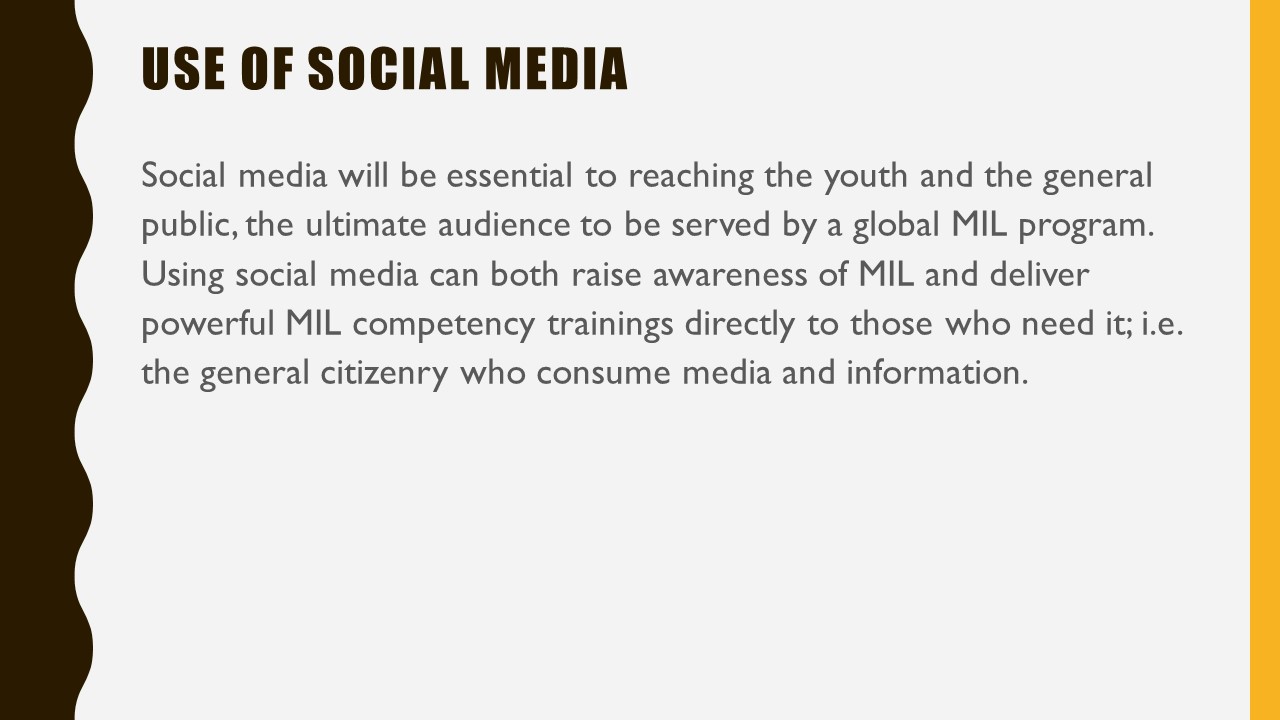 USE OF SOCIAL MEDIA
Social media will be essential to reaching the youth and the general
public, the ultimate audience to be served by a global MIL program.
Using social media can both raise awareness of MIL and deliver
powerful MIL competency trainings directly to those who need it; i.e.
the general citizenry who consume media and information.